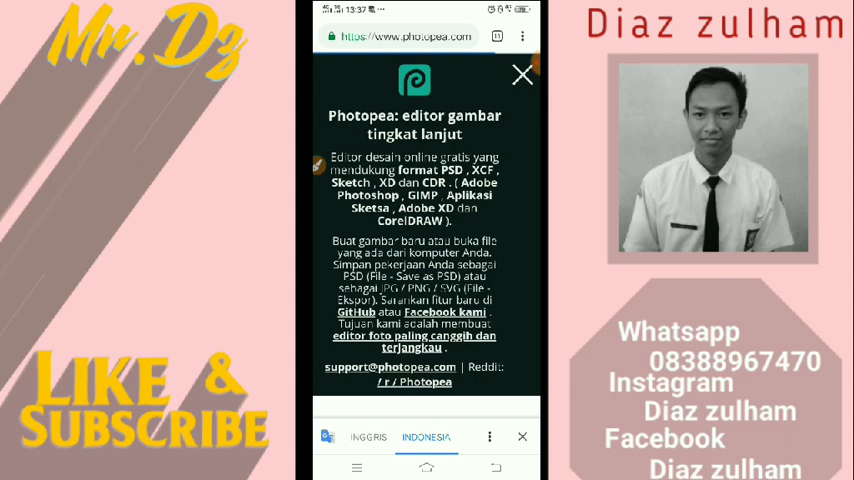 Mr.Dz
LIKE &
SUBSCRIBE
13:37
https://www.photopea.com
11
Photopea: editor gambar
tingkat lanjut
Editor desain online gratis yang
mendukung format PSD , XCF ,
Sketch , XD dan CDR . ( Adobe
Photoshop , GIMP , Aplikasi
Sketsa , Adobe XD dan
CorelDRAW ).
Buat gambar baru atau buka file
yang ada dari komputer Anda.
Simpan pekerjaan Anda sebagai
PSD (File - Save as PSD) atau
sebagai JPG / PNG / SVG (File -
Ekspor). Sarankan fitur baru di
GitHub atau Facebook kami .
Tujuan kami adalah membuat
editor foto paling canggih dan
terjangkau .
support@photopea.com | Reddit:
/ r / Photopea
INGGRIS INDONESIA
Diaz zulham
Whatsapp
08388967470
Instagram
Diaz zulham
Facebook
Diaz zulham